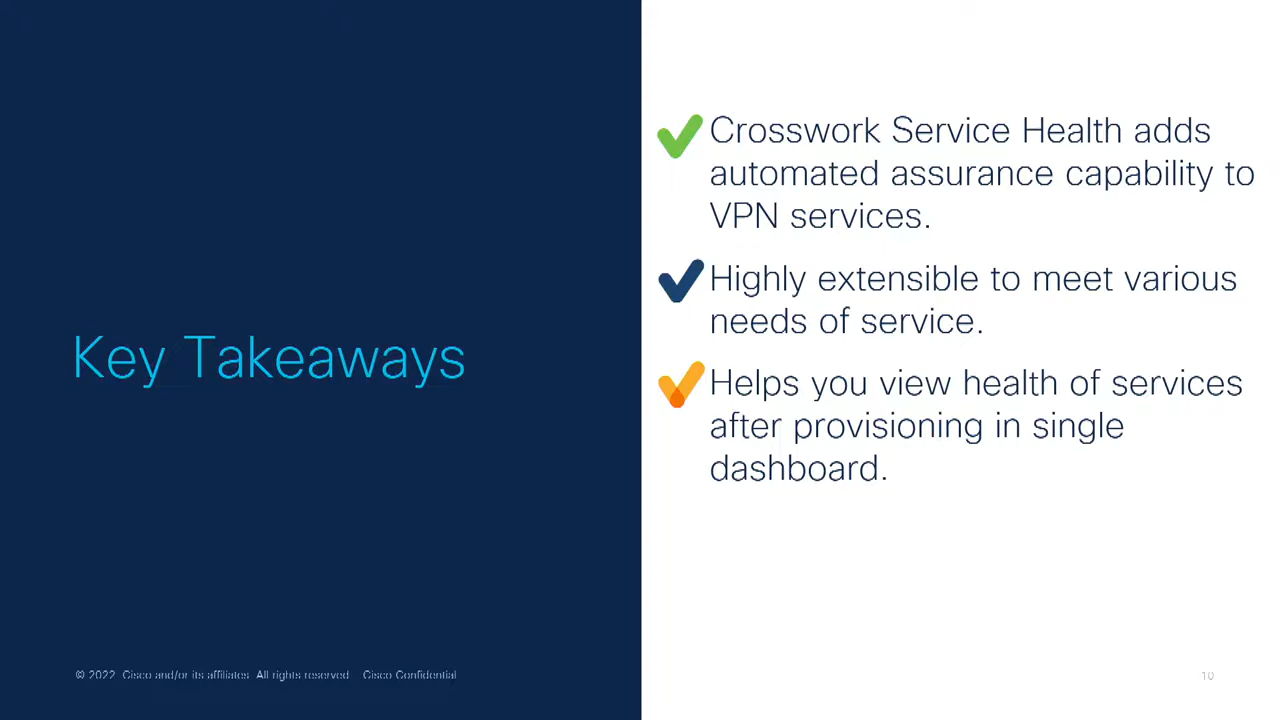 Key Takeaways
Crosswork Service Health adds
automated assurance capability to
VPN services.
Highly extensible to meet various
needs of service.
Helps you view health of services
after provisioning in single
dashboard.
© 2022 Cisco and/or its affiliates. All rights reserved. Cisco Confidential
10